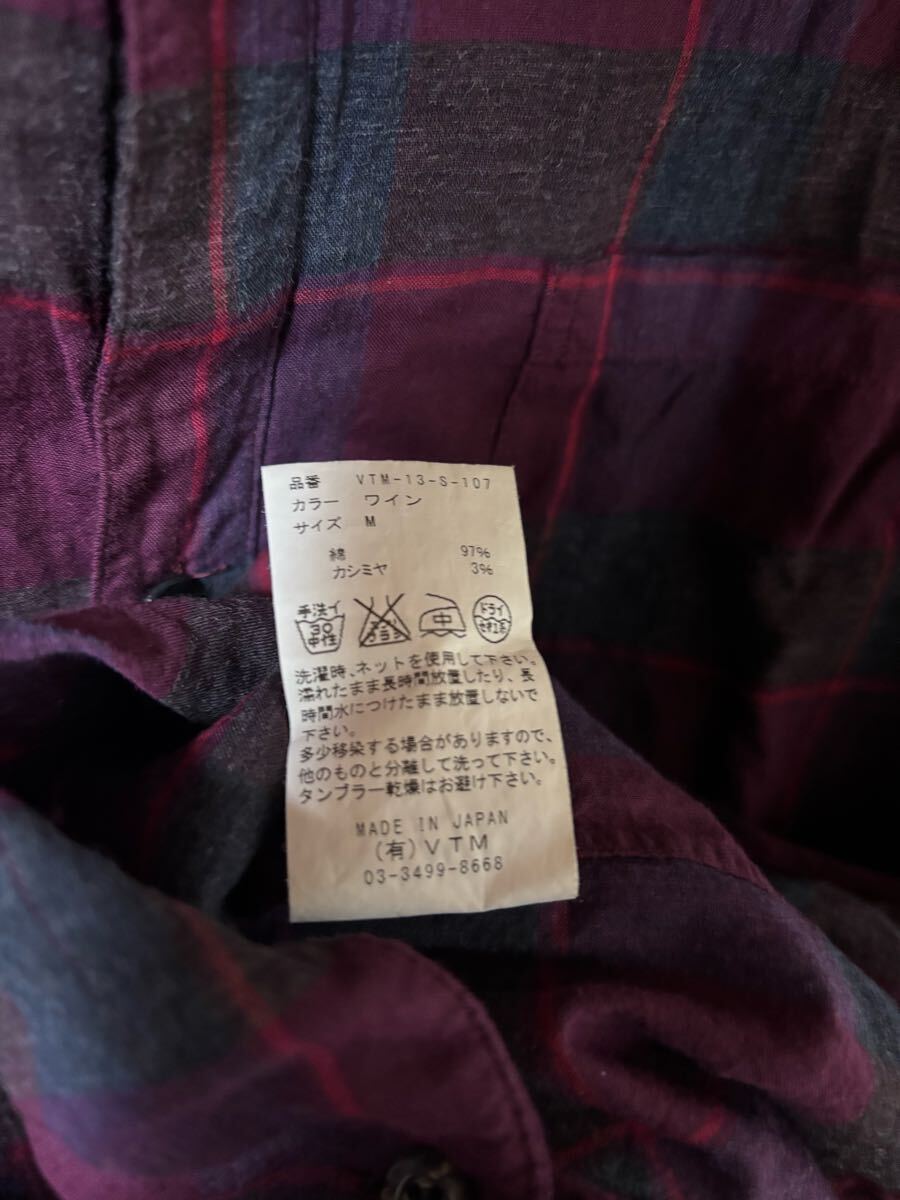 品番 VTM-13-S-107
カラー ワイン
サイズ M
綿 97%
カシミヤ 3%
手洗イ 30 中性 中 ドライ セキユ系
洗濯時、ネットを使用して下さい。
濡れたまま長時間放置したり、長
時間水につけたまま放置しないで
下さい。
多少移染する場合がありますので、
他のものと分離して洗って下さい。
タンブラー乾燥はお避け下さい。
MADE IN JAPAN
(有)VTM
03-3499-8668